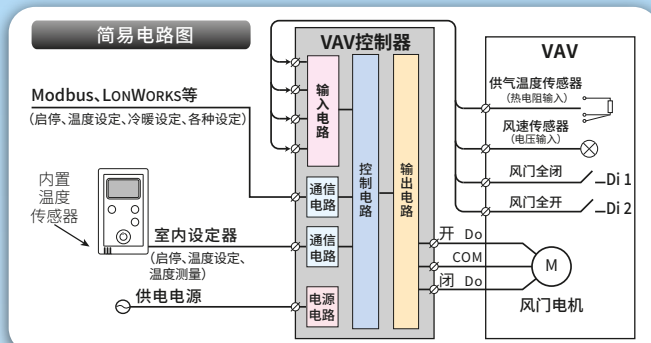 简易电路图
VAV控制器
VAV
Modbus、LONWORKS等
（启停、温度设定、冷暖设定、各种设定）
内置
温度
传感器
室内设定器
（启停、温度设定、
温度测量）
供电电源
输入电路
通信
电路
通信
电路
电源
电路
控制电路
输出电路
供气温度传感器
（热电阻输入）
风速传感器
（电压输入）
风门全闭
Di 1
风门全开
Di 2
开 Do
COM
闭 Do
M
风门电机